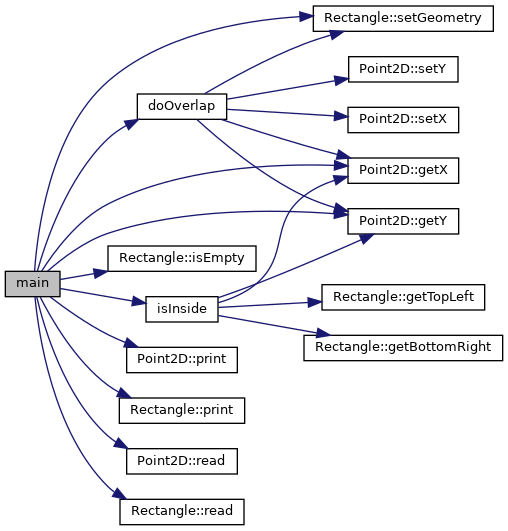 Rectangle::setGeometry
Point2D::setY
doOverlap
Point2D::setX
Point2D::getX
Point2D::getY
Rectangle::isEmpty
main
isInside
Rectangle::getTopLeft
Rectangle::getBottomRight
Point2D::print
Rectangle::print
Point2D::read
Rectangle::read